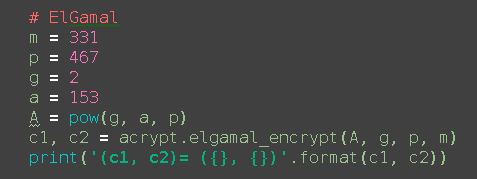 # ElGamal
m = 331
p = 467
g = 2
a = 153
A = pow(g, a, p)
c1, c2 = acrypt.elgamal_encrypt(A, g, p, m)
print('(c1, c2)= ({}, {})'.format(c1, c2))